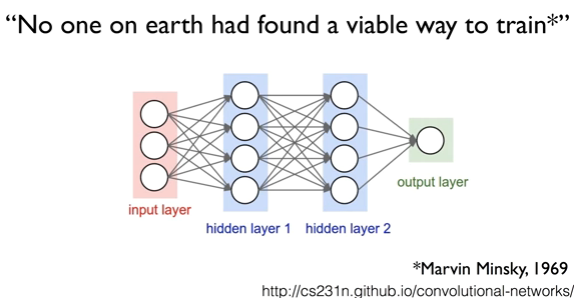 “No one on earth had found a viable way to train*”
input layer
hidden layer 1
hidden layer 2
output layer
*Marvin Minsky, 1969
http://cs231n.github.io/convolutional-networks/